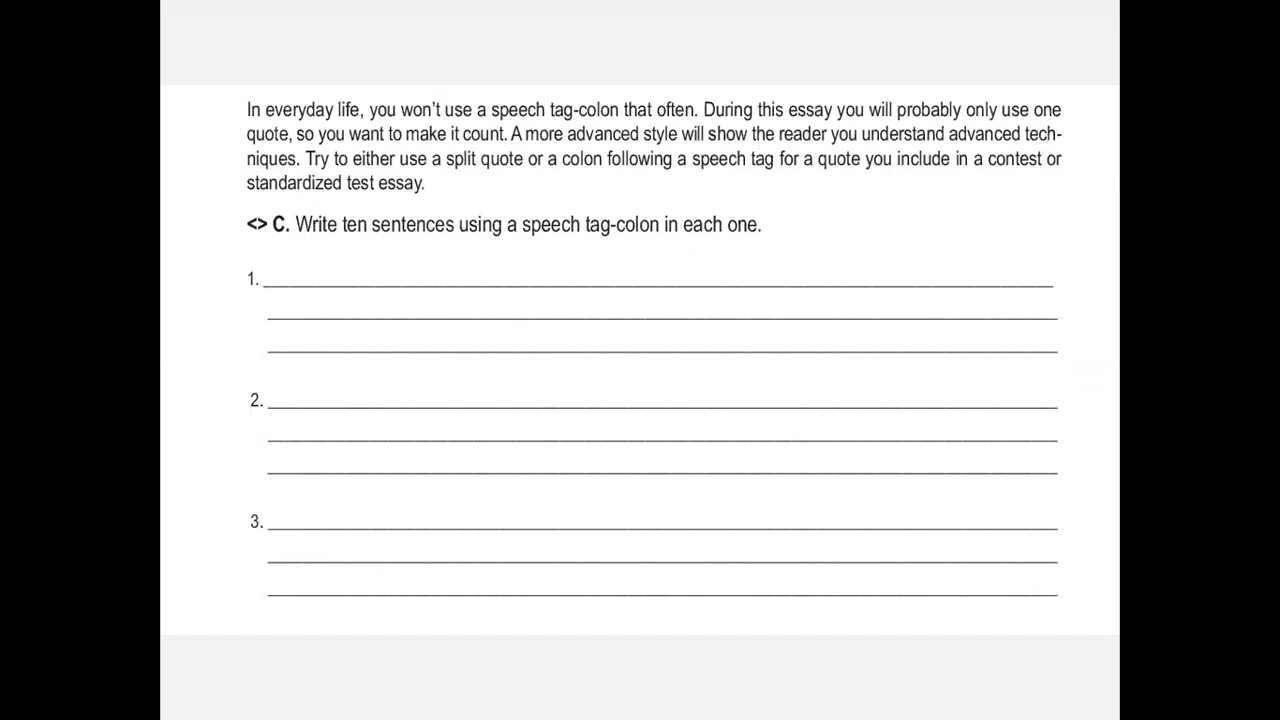 In everyday life, you won't use a speech tag-colon that often. During this essay you will probably only use one
quote, so you want to make it count. A more advanced style will show the reader you understand advanced tech-
niques. Try to either use a split quote or a colon following a speech tag for a quote you include in a contest or
standardized test essay.
<> C. Write ten sentences using a speech tag-colon in each one.
1.
2.
3.